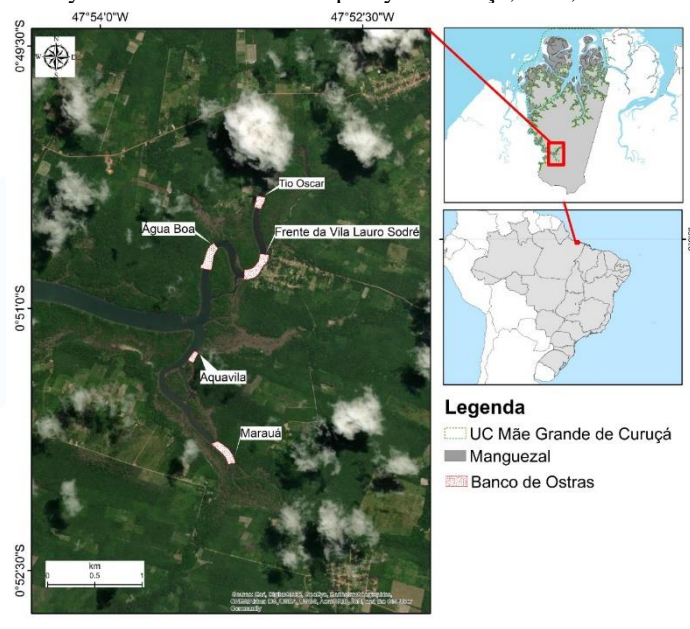 47°54'0"W
47°52'30"W
0°49'30"S
Tio Oscar
Água Boa
Frente da Vila Lauro Sodré
0°51'0"S
Aquavila
Marauá
0°52'30"S
km
0 0.5 1
Legenda
UC Mãe Grande de Curuçá
Manguezal
Banco de Ostras